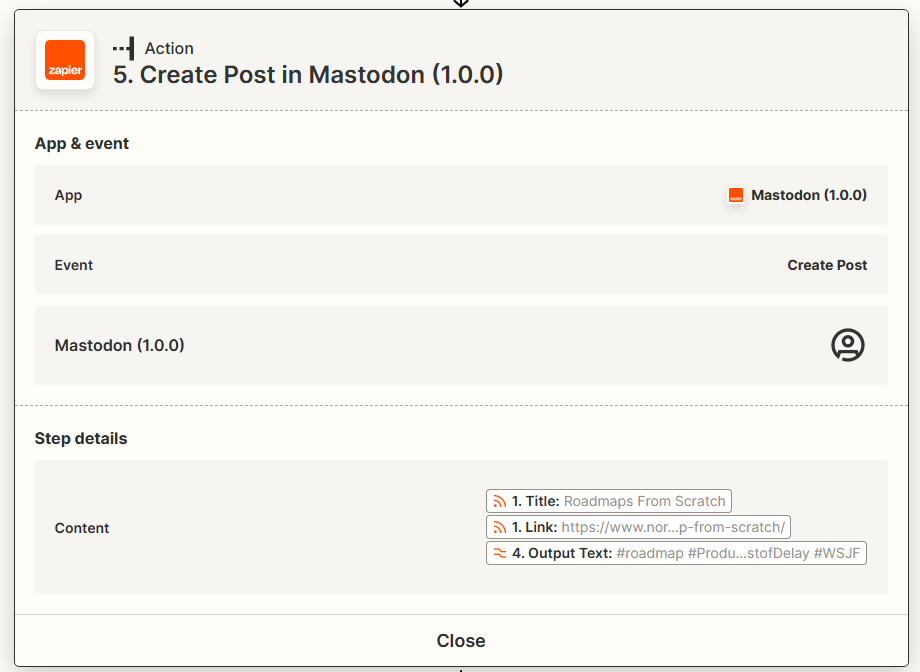 zapier
Action
5. Create Post in Mastodon (1.0.0)
App & event
App
Mastodon (1.0.0)
Event
Create Post
Mastodon (1.0.0)
Step details
Content
1. Title: Roadmaps From Scratch
1. Link: https://www.nor...p-from-scratch/
4. Output Text: #roadmap #Produ...stofDelay #WSJF
Close